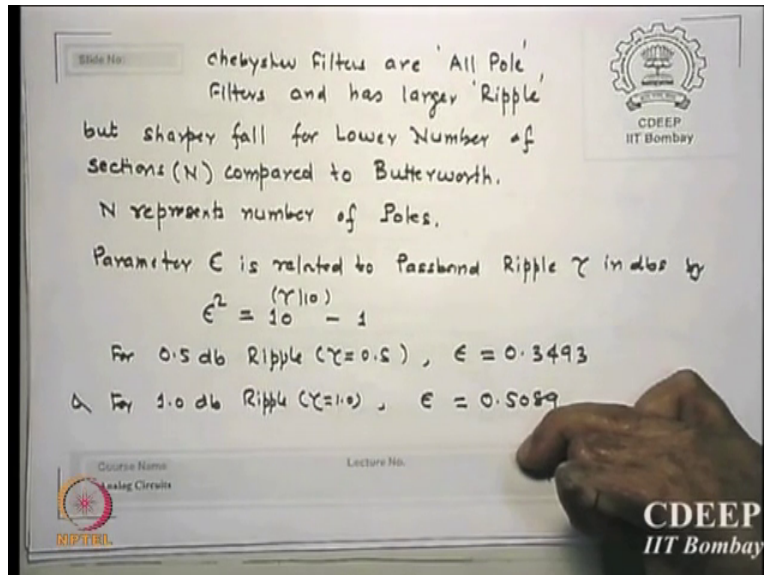 Slide No:
Chebyshev Filters are 'All Pole'
Filters and has larger 'Ripple'
but sharper fall for Lower Number of
sections (N) compared to Butterworth.
N represents number of Poles.
Parameter ϵ is related to Passband Ripple γ in dbs by
ϵ² = 10^(γ/10) - 1
For 0.5 db Ripple (γ=0.5), ϵ = 0.3493
& For 1.0 db Ripple (γ=1.0), ϵ = 0.5089
Course Name
Lecture No.
Analog Circuits
NPTEL
CDEEP
IIT Bombay
CDEEP
IIT Bombay